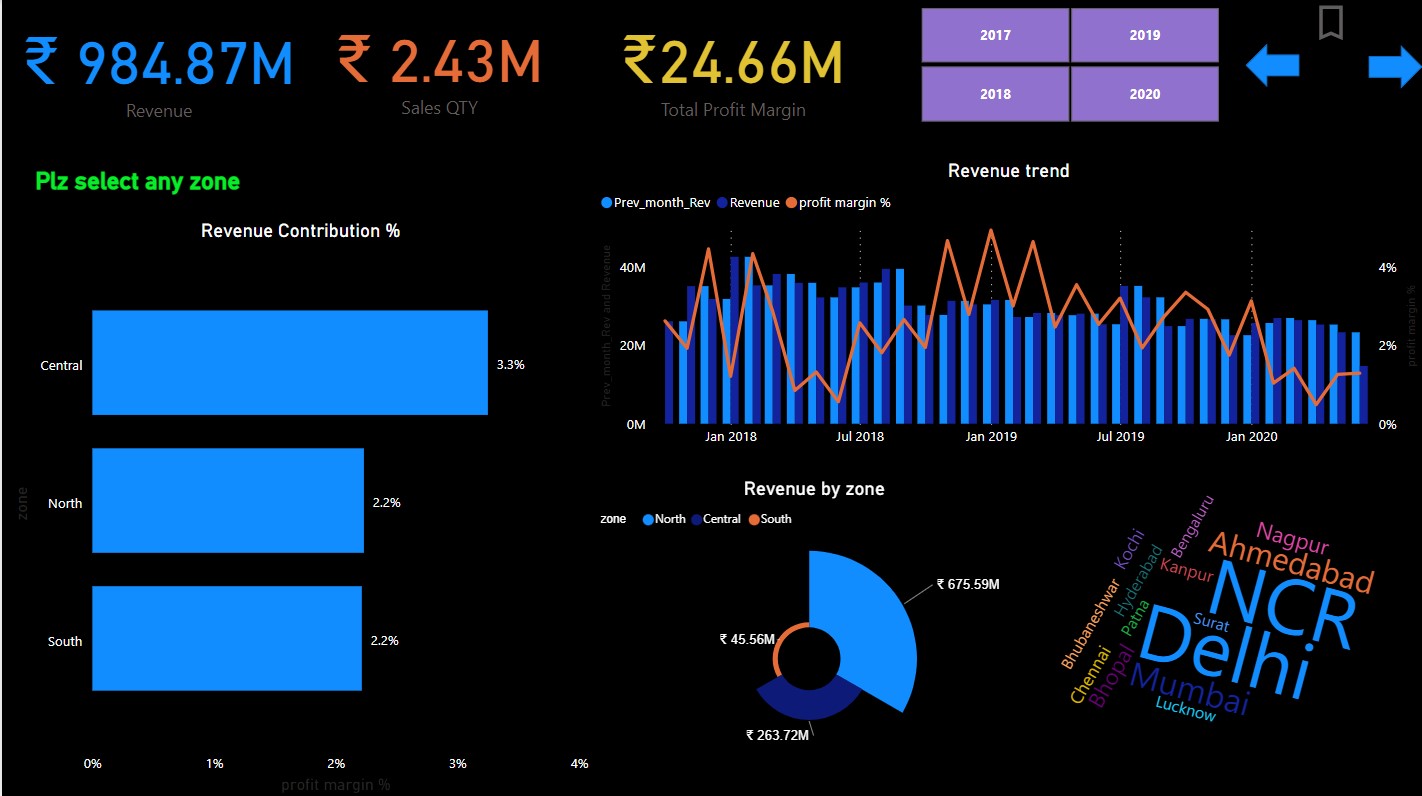 ₹ 984.87M
Revenue
₹ 2.43M
Sales QTY
₹24.66M
Total Profit Margin
2017
2019
2018
2020
Plz select any zone
Revenue Contribution %
zone
Central
3.3%
North
2.2%
South
2.2%
0%
1%
2%
3%
4%
profit margin %
Revenue trend
Prev_month_Rev
Revenue
profit margin %
Prev_month_Rev and Revenue
40M
20M
0M
4%
2%
0%
profit margin %
Jan 2018
Jul 2018
Jan 2019
Jul 2019
Jan 2020
Revenue by zone
zone
North
Central
South
₹ 675.59M
₹ 45.56M
₹ 263.72M
Bengaluru
Kochi
Nagpur
Ahmedabad
Hyderabad
Kanpur
NCR
Bhubaneshwar
Patna
Surat
Delhi
Chennai
Bhopal
Mumbai
Lucknow